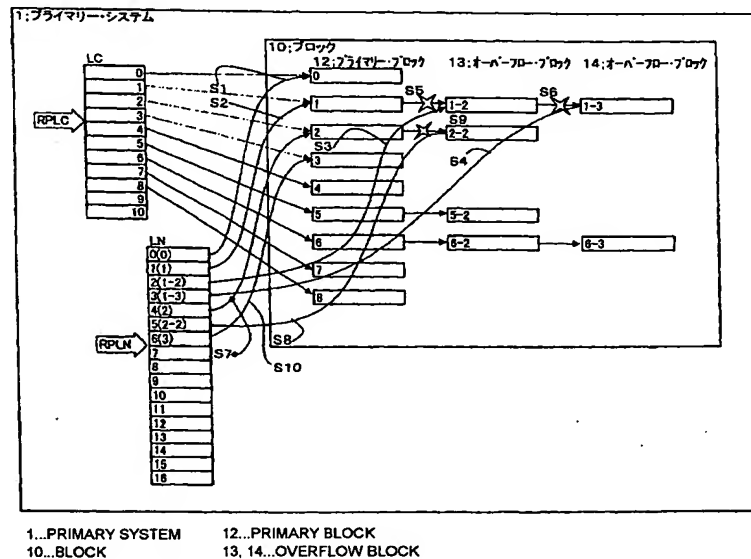 1;プライマリー・システム
10;ブロック
LC
12;プライマリー・ブロック
13;オーバーフロー・ブロック
14;オーバーフロー・ブロック
0
1
2
3
4
5
6
7
8
9
10
RPLC
S1
S2
0
1
2
3
4
5
6
7
8
S5
1-2
S6
1-3
S9
2-2
S3
S4
5-2
6-2
6-3
LN
0(0)
1(1)
2(1-2)
3(1-3)
4(2)
5(2-2)
6(3)
7
8
9
10
11
12
13
14
15
16
RPLN
S7
S8
S10
1...PRIMARY SYSTEM
12...PRIMARY BLOCK
10...BLOCK
13, 14...OVERFLOW BLOCK